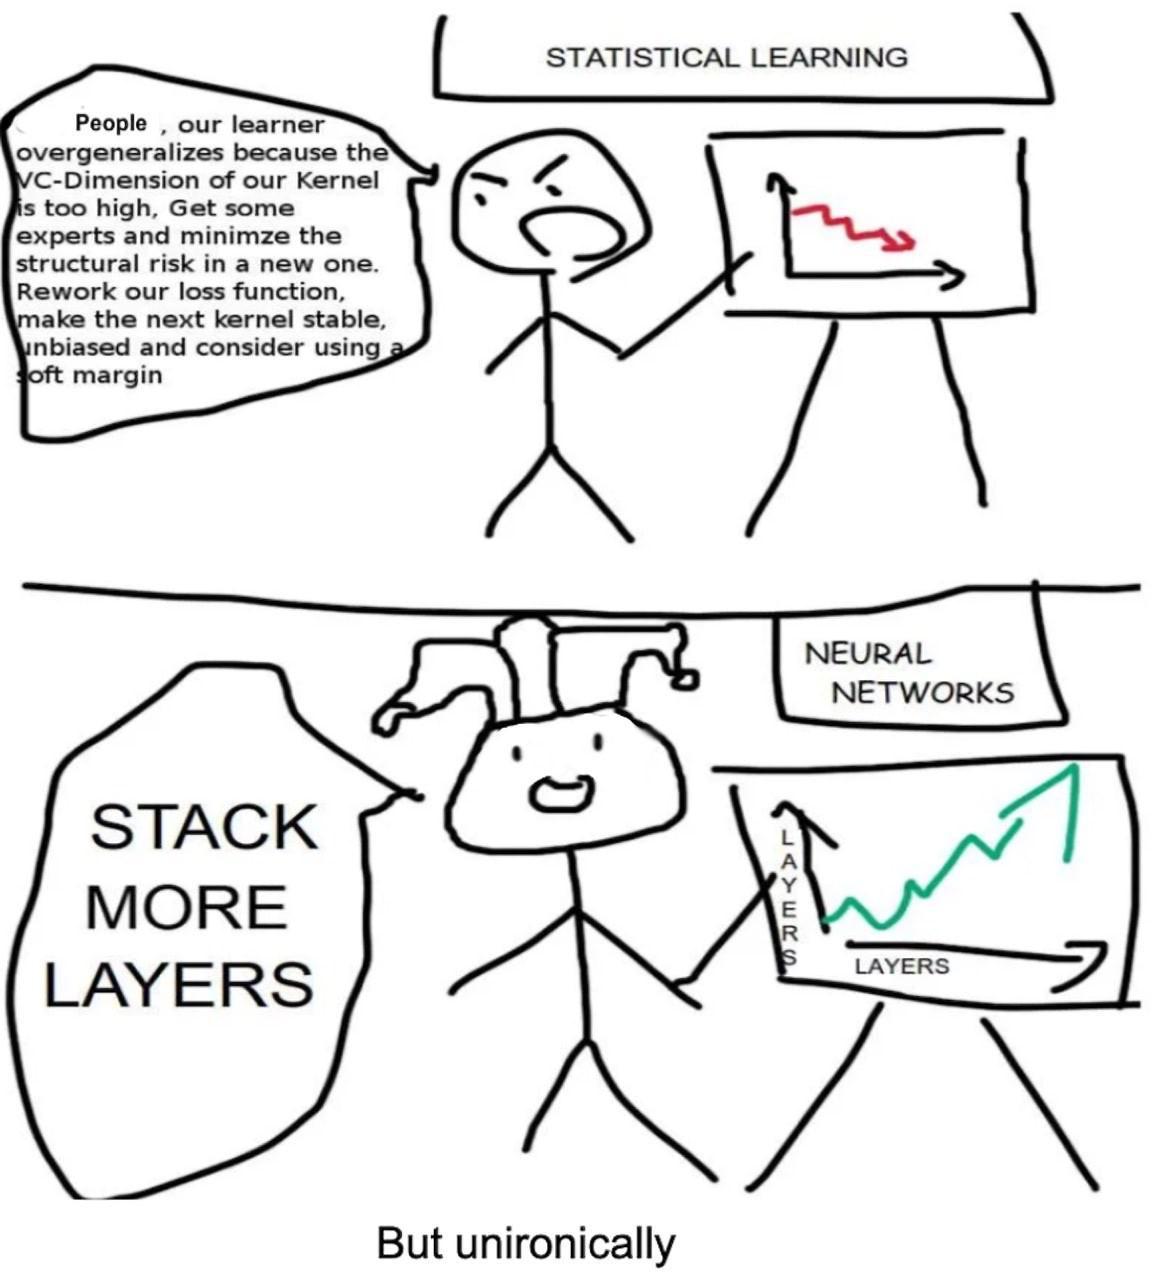 STATISTICAL LEARNING
People , our learner
overgeneralizes because the
VC-Dimension of our Kernel
is too high, Get some
experts and minimze the
structural risk in a new one.
Rework our loss function,
make the next kernel stable,
unbiased and consider using a
soft margin
NEURAL
NETWORKS
STACK
MORE
LAYERS
LAYERS
LAYERS
But unironically